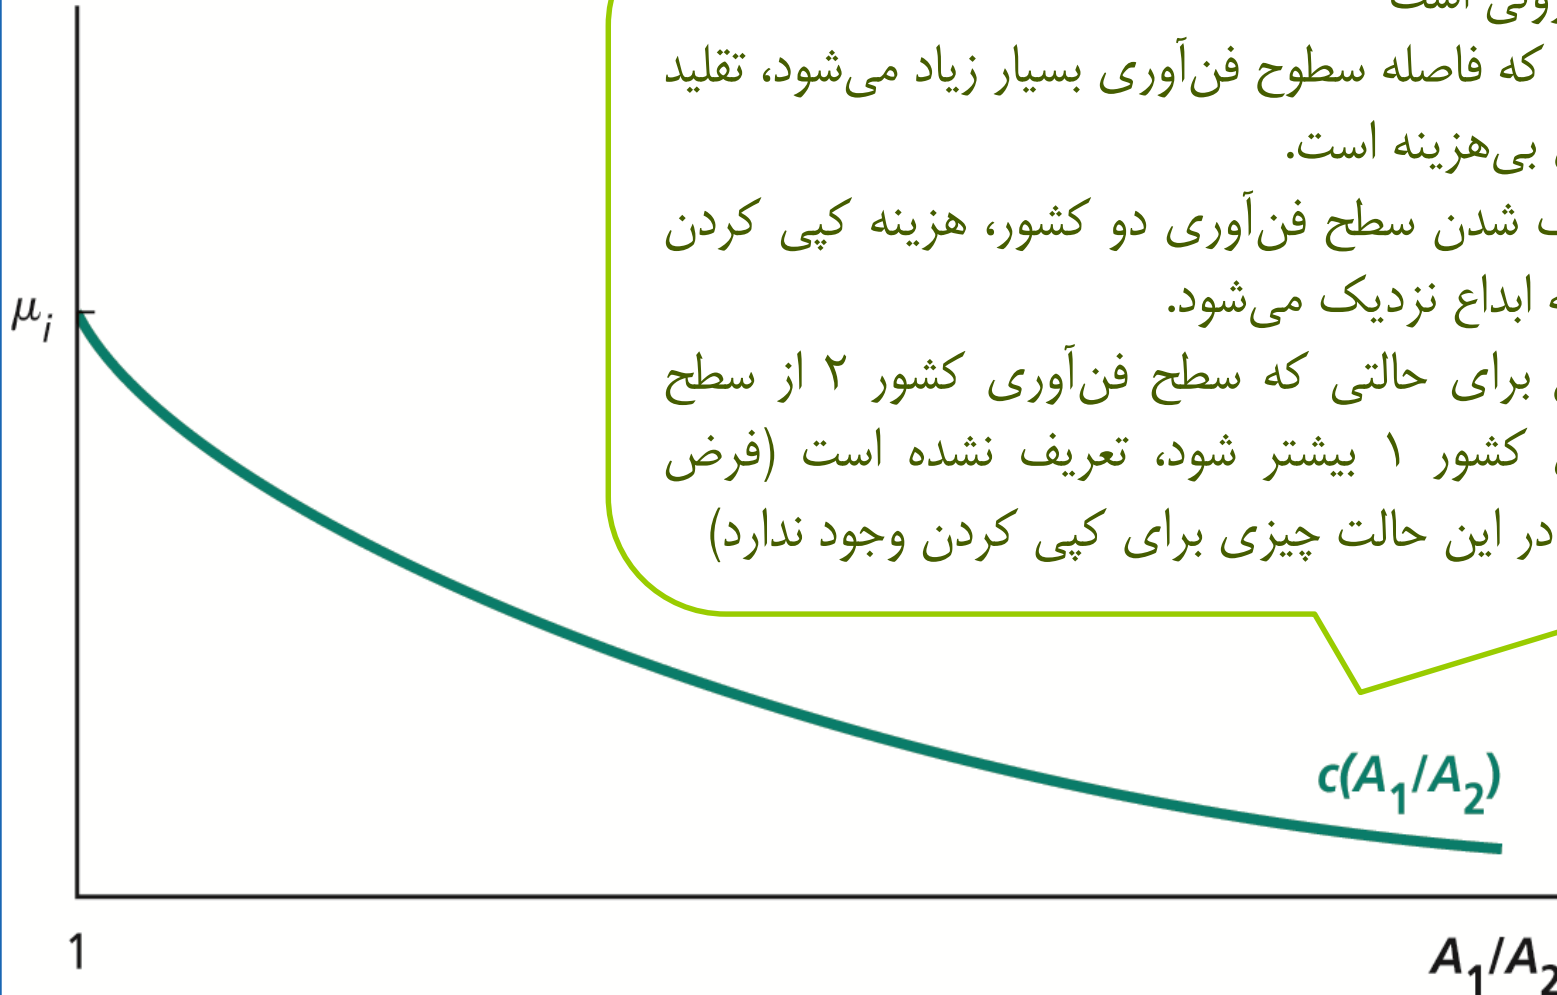 است
که فاصله سطوح فن‌آوری بسیار زیاد می‌شود، تقلید
بی‌هزینه است.
شدن سطح فن‌آوری دو کشور، هزینه کپی کردن
ابداع نزدیک می‌شود.
برای حالتی که سطح فن‌آوری کشور ۲ از سطح
کشور ۱ بیشتر شود، تعریف نشده است (فرض
در این حالت چیزی برای کپی کردن وجود ندارد)
μi
c(A1/A2)
1
A1/A2